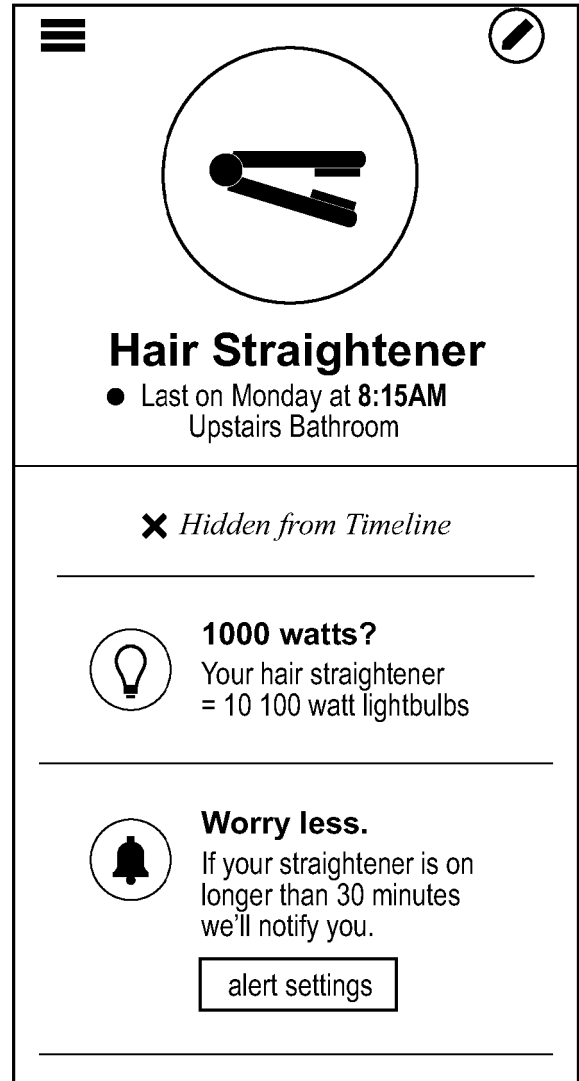 Hair Straightener
Last on Monday at 8:15AM
Upstairs Bathroom
Hidden from Timeline
1000 watts?
Your hair straightener
= 10 100 watt lightbulbs
Worry less.
If your straightener is on
longer than 30 minutes
we'll notify you.
alert settings